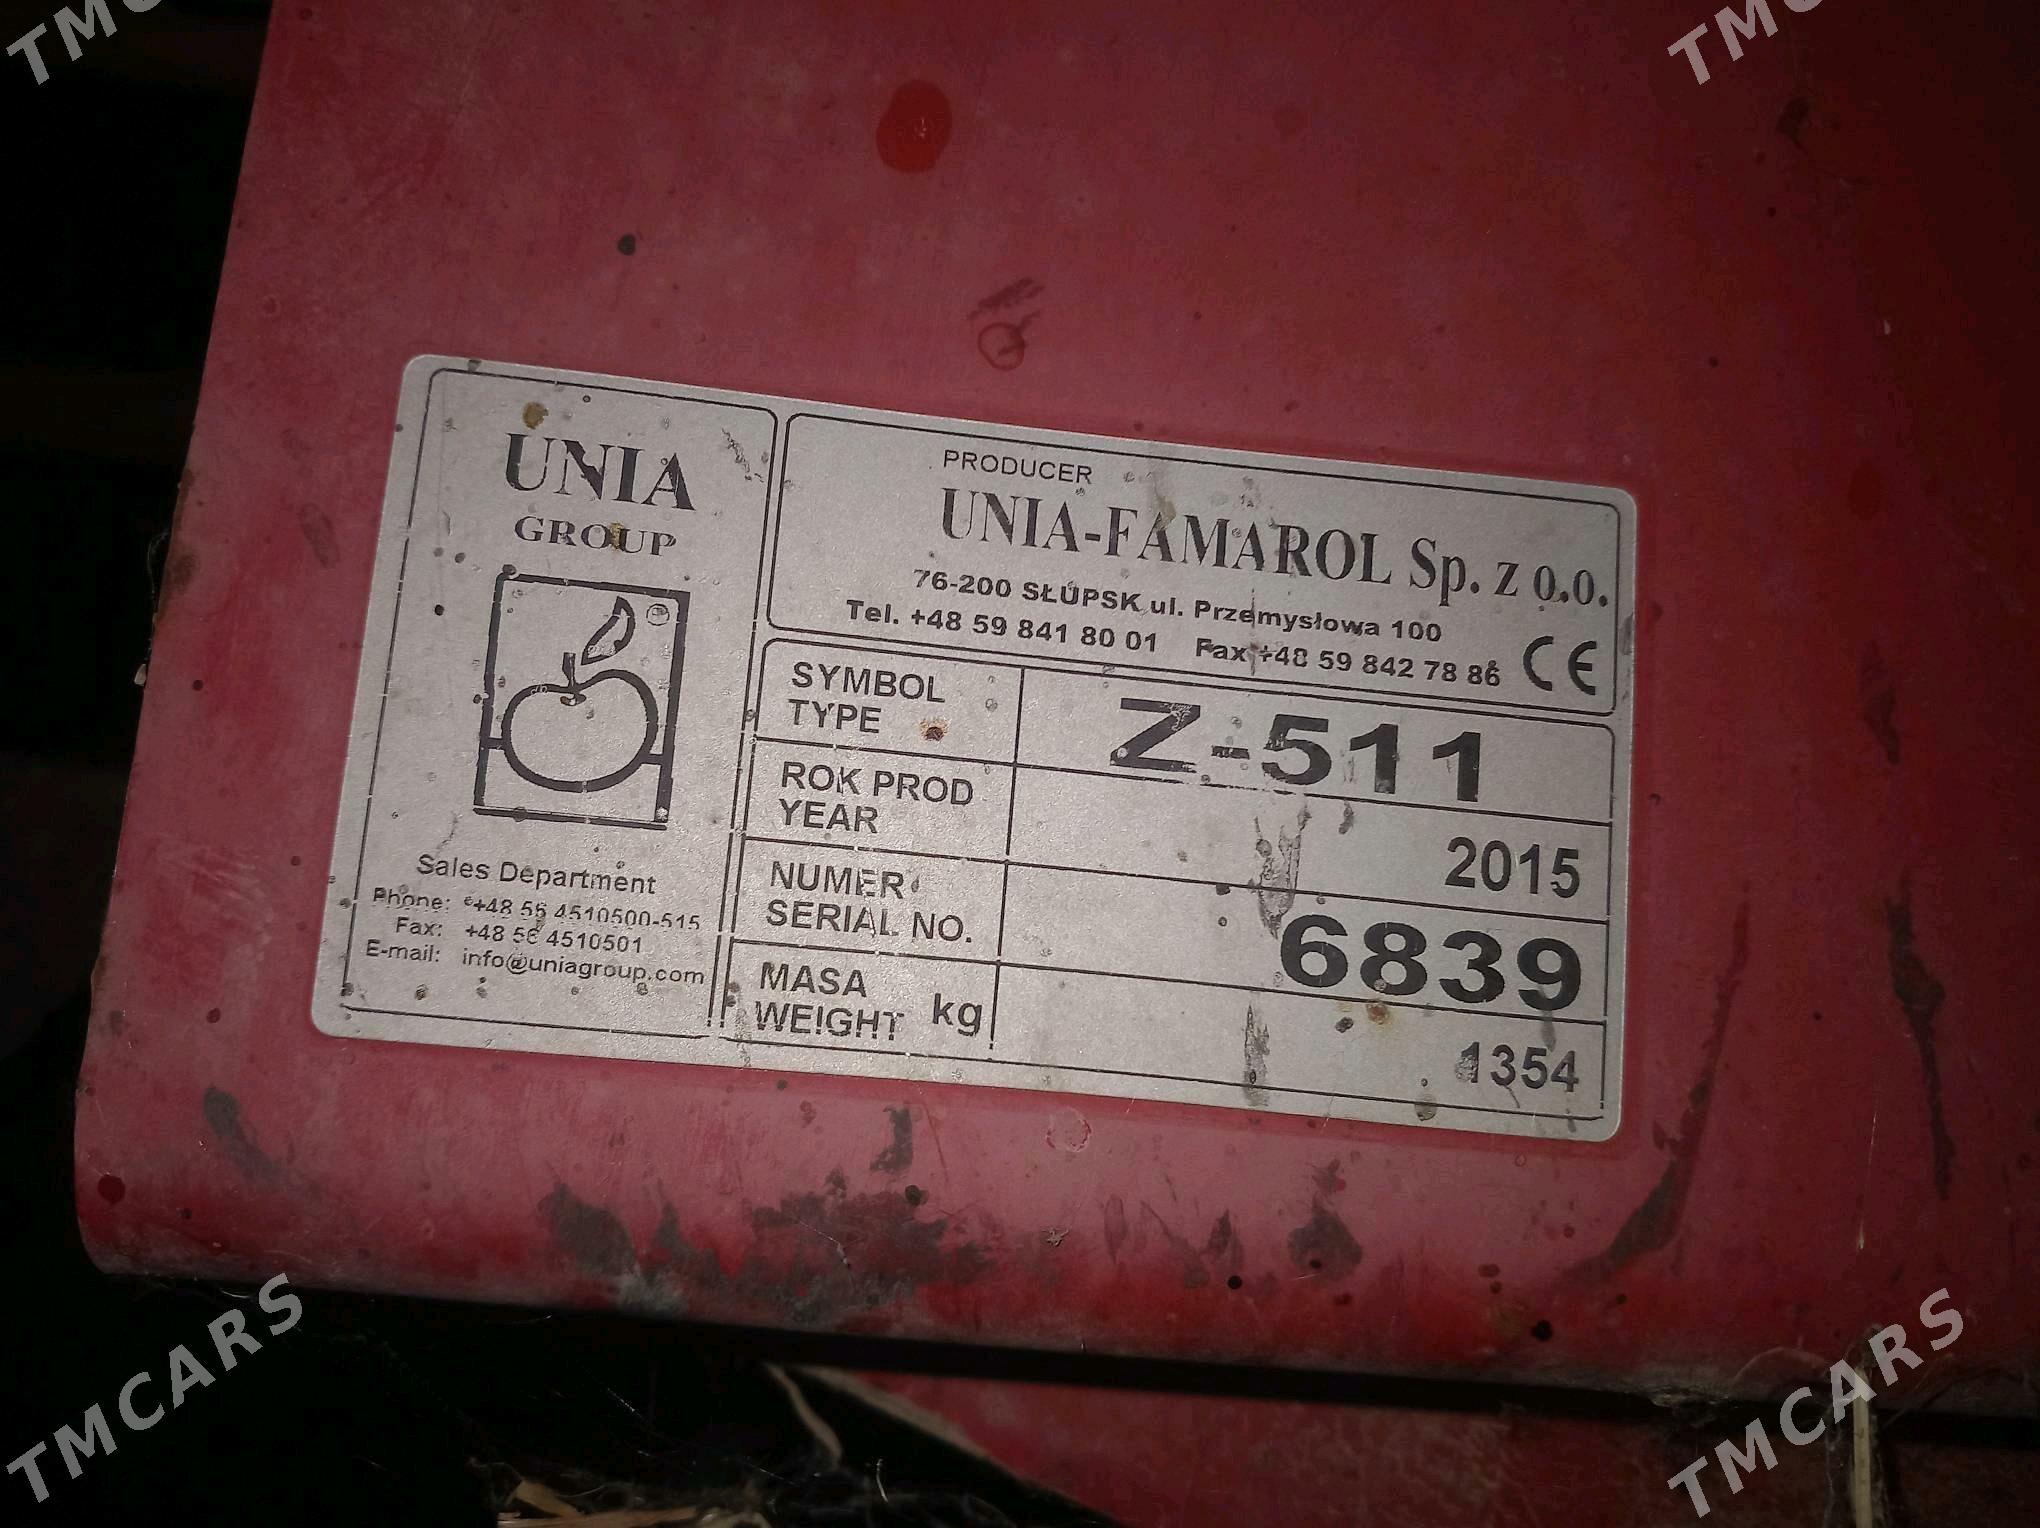 UNIA
GROUP
Sales Department
Phone: +48 56 4510500-515
Fax: +48 56 4510501
E-mail: info@uniagroup.com
PRODUCER
UNIA-FAMAROL Sp. z o.o.
76-200 SŁUPSK ul. Przemysłowa 100
Tel. +48 59 841 80 01 Fax +48 59 842 78 86 CE
SYMBOL
TYPE
Z-511
ROK PROD
YEAR
2015
NUMER
SERIAL NO.
6839
MASA
WEIGHT kg
1354
TMCARS
TMCARS